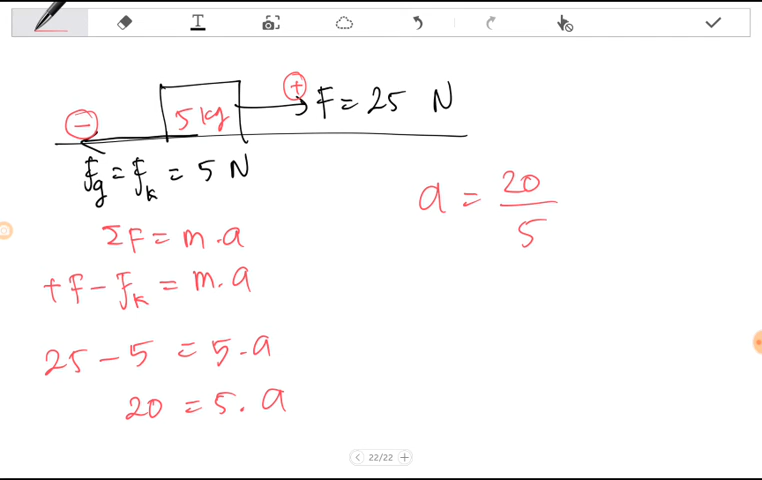 T
⊕
F = 25 N
5 kg
⊖
fg = fk = 5 N
ΣF = m . a
+F - fk = m . a
25 - 5 = 5 . a
20 = 5 . a
a = 20/5
22/22